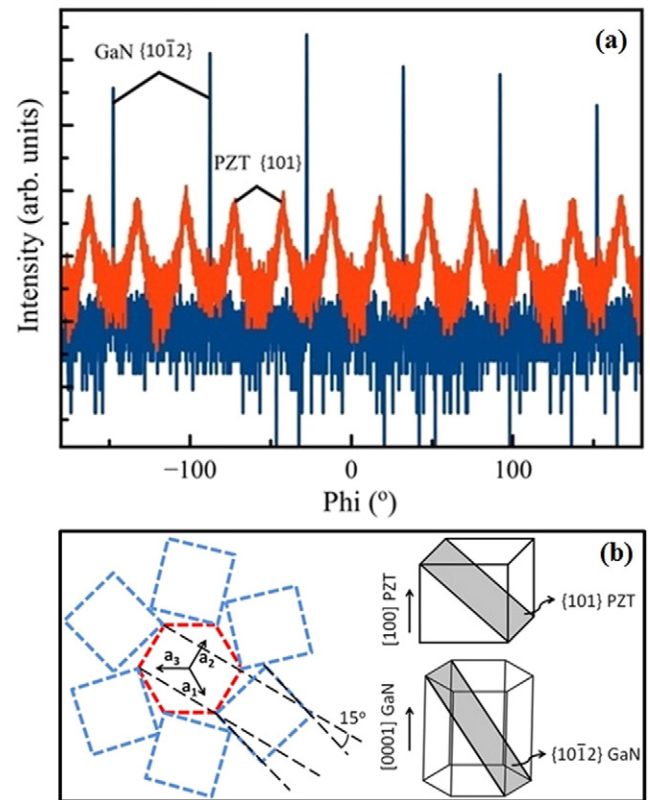 (a)
GaN {101̄2}
PZT {101}
Intensity (arb. units)
−100 0 100
Phi (º)
(b)
a₃ a₂
a₁
15º
[100] PZT
{101} PZT
[0001] GaN
{101̄2} GaN